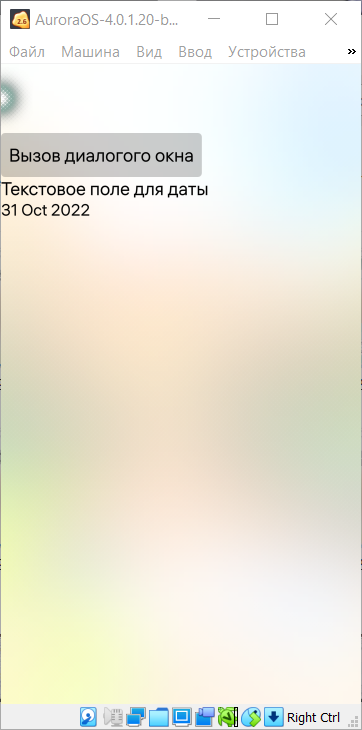 AuroraOS-4.0.1.20-b...
Файл Машина Вид Ввод Устройства »
Вызов диалогого окна
Текстовое поле для даты
31 Oct 2022
Right Ctrl